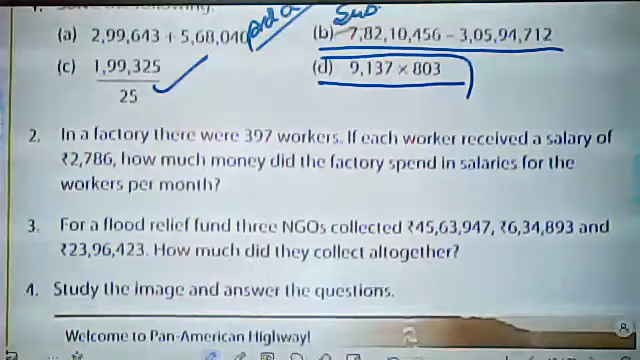 1. Solve the following.
Sub
(a) 2,99,643 + 5,68,040 (b) 7,82,10,456 – 3,05,94,712
(c) 1,99,325 / 25 (d) 9,137 × 803
2. In a factory there were 397 workers. If each worker received a salary of
₹2,786, how much money did the factory spend in salaries for the
workers per month?
3. For a flood relief fund three NGOs collected ₹45,63,947, ₹6,34,893 and
₹23,96,423. How much did they collect altogether?
4. Study the image and answer the questions.
Welcome to Pan-American Highway!